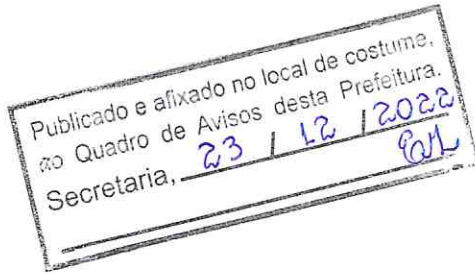 Publicado e afixado no local de costume,
ao Quadro de Avisos desta Prefeitura.
Secretaria, 23 / 12 / 2022